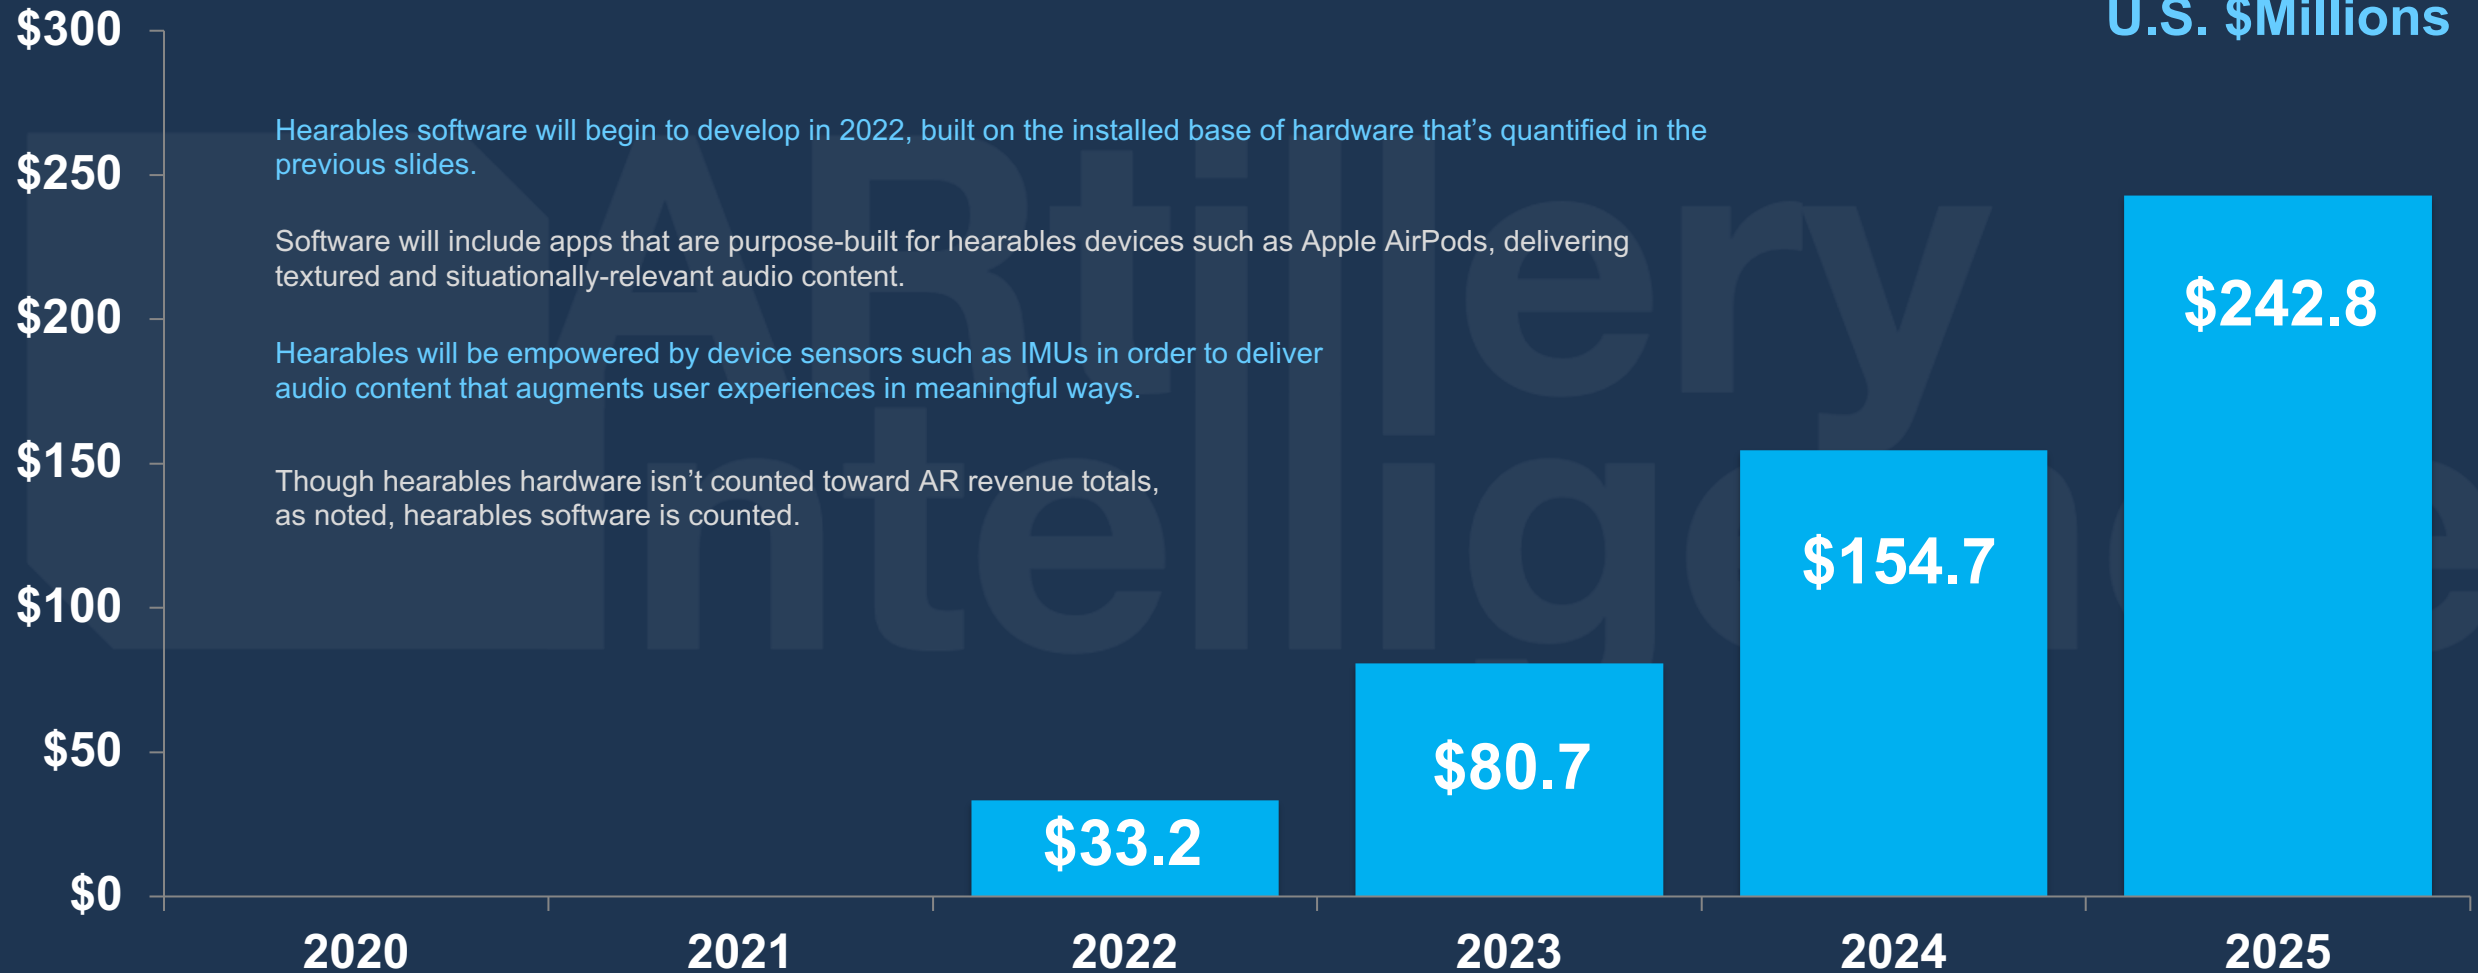 U.S. $Millions
$300
$250
$200
$150
$100
$50
$0
Hearables software will begin to develop in 2022, built on the installed base of hardware that’s quantified in the
previous slides.
Software will include apps that are purpose-built for hearables devices such as Apple AirPods, delivering
textured and situationally-relevant audio content.
Hearables will be empowered by device sensors such as IMUs in order to deliver
audio content that augments user experiences in meaningful ways.
Though hearables hardware isn’t counted toward AR revenue totals,
as noted, hearables software is counted.
ARtillery
Intelligence
$33.2
$80.7
$154.7
$242.8
2020
2021
2022
2023
2024
2025